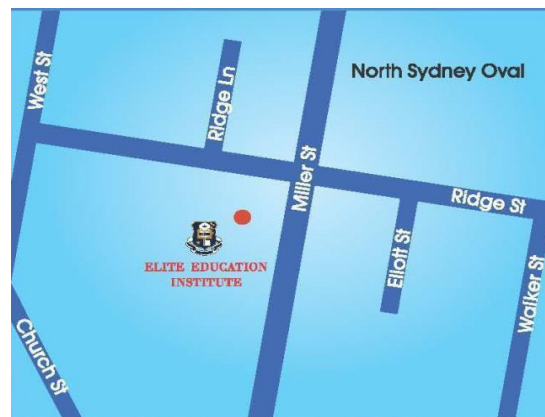 West St
Ridge Ln
North Sydney Oval
Miller St
Ridge St
Ellott St
Walker St
ELITE EDUCATION
INSTITUTE
Church St